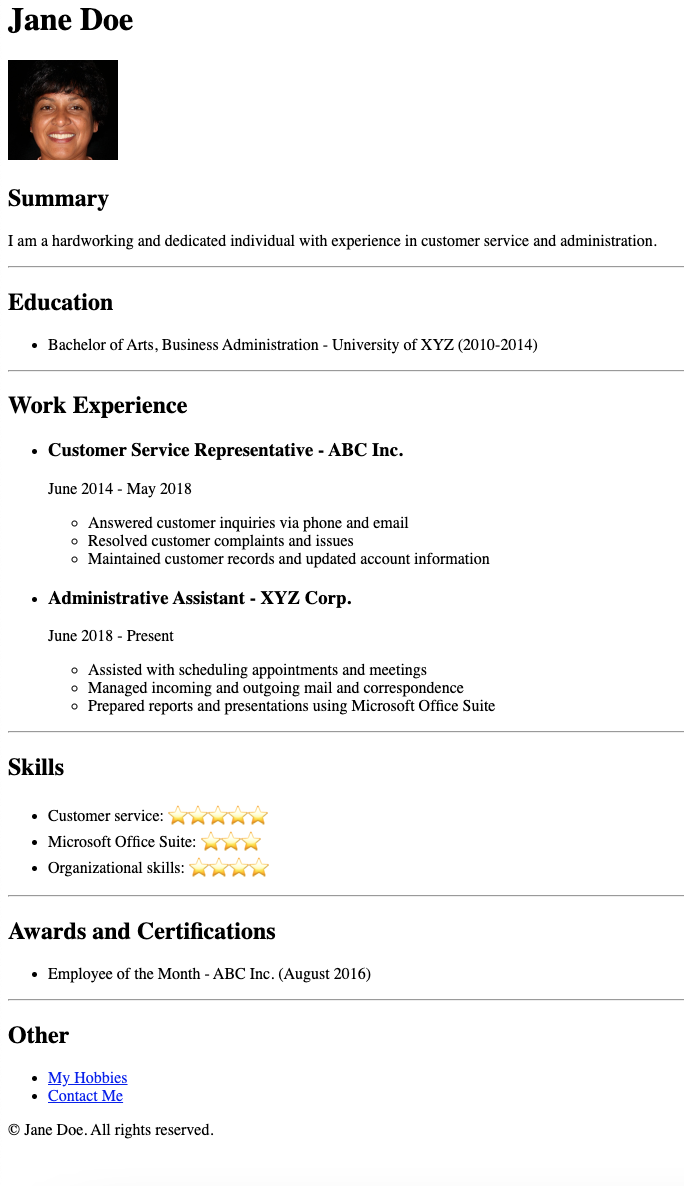 Jane Doe
Summary
I am a hardworking and dedicated individual with experience in customer service and administration.
Education
Bachelor of Arts, Business Administration - University of XYZ (2010-2014)
Work Experience
Customer Service Representative - ABC Inc.
June 2014 - May 2018
Answered customer inquiries via phone and email
Resolved customer complaints and issues
Maintained customer records and updated account information
Administrative Assistant - XYZ Corp.
June 2018 - Present
Assisted with scheduling appointments and meetings
Managed incoming and outgoing mail and correspondence
Prepared reports and presentations using Microsoft Office Suite
Skills
Customer service: ⭐⭐⭐⭐⭐
Microsoft Office Suite: ⭐⭐⭐
Organizational skills: ⭐⭐⭐⭐
Awards and Certifications
Employee of the Month - ABC Inc. (August 2016)
Other
My Hobbies
Contact Me
© Jane Doe. All rights reserved.